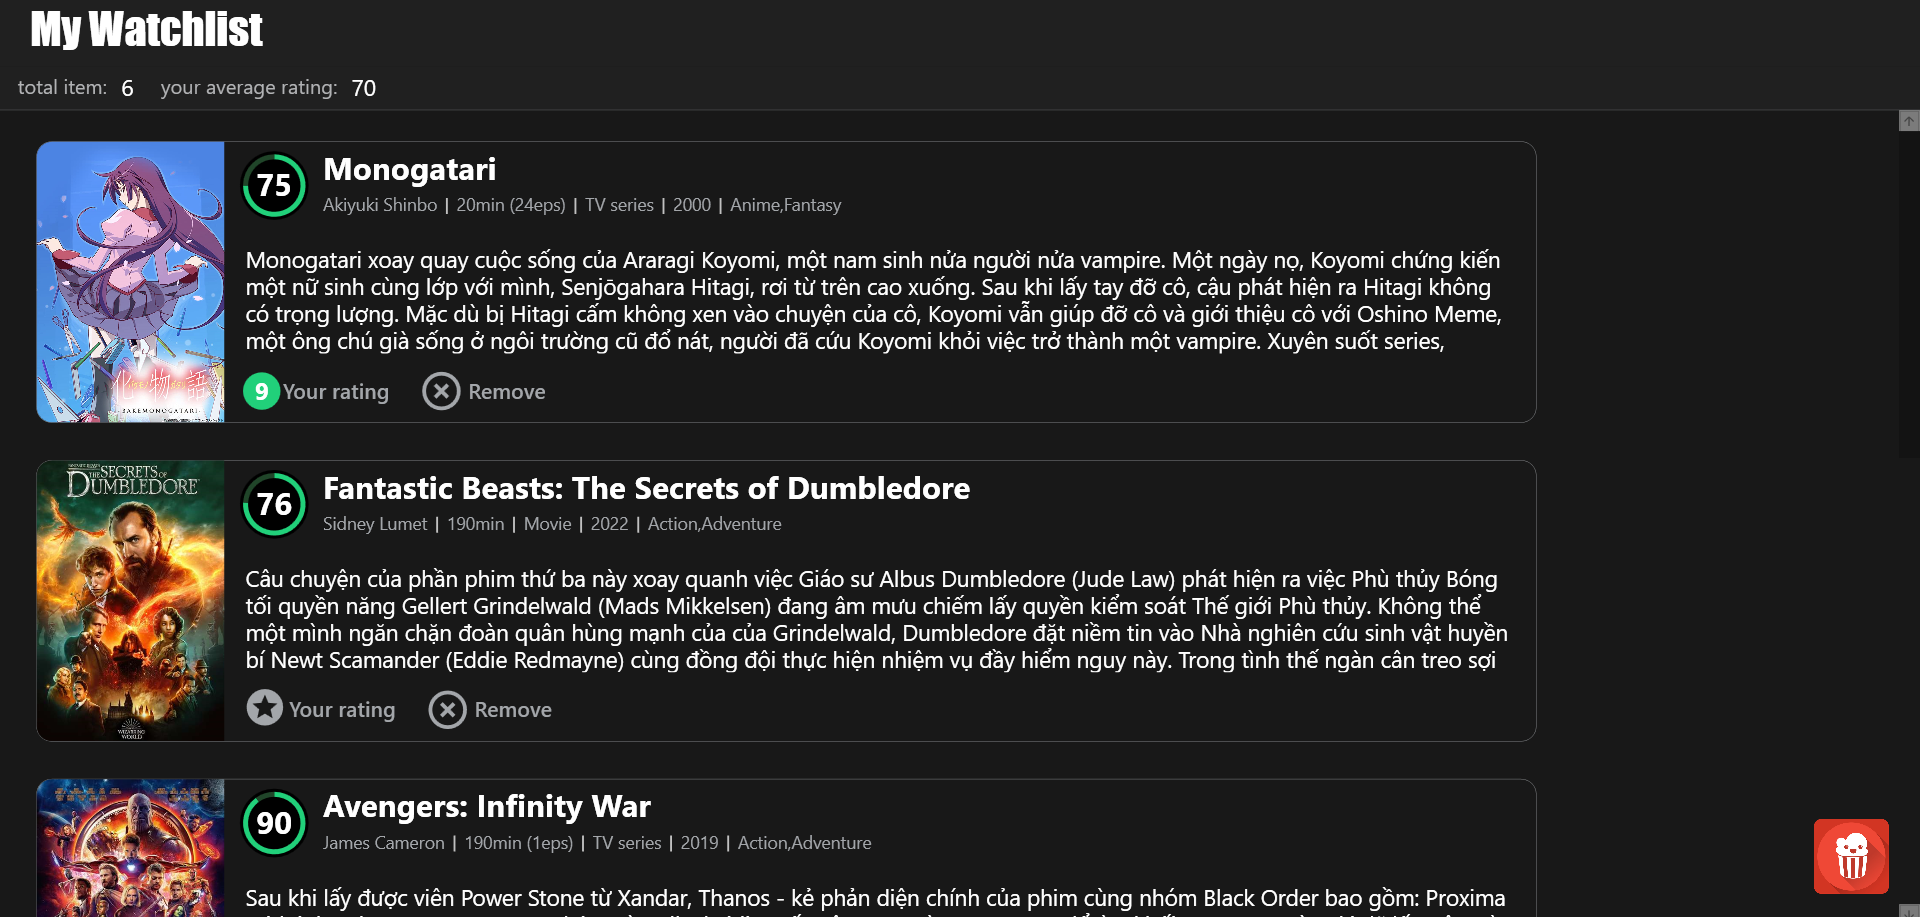 My Watchlist
total item: 6 your average rating: 70
75
Monogatari
Akiyuki Shinbo | 20min (24eps) | TV series | 2000 | Anime,Fantasy
Monogatari xoay quay cuộc sống của Araragi Koyomi, một nam sinh nửa người nửa vampire. Một ngày nọ, Koyomi chứng kiến
một nữ sinh cùng lớp với mình, Senjōgahara Hitagi, rơi từ trên cao xuống. Sau khi lấy tay đỡ cô, cậu phát hiện ra Hitagi không
có trọng lượng. Mặc dù bị Hitagi cấm không xen vào chuyện của cô, Koyomi vẫn giúp đỡ cô và giới thiệu cô với Oshino Meme,
một ông chú già sống ở ngôi trường cũ đổ nát, người đã cứu Koyomi khỏi việc trở thành một vampire. Xuyên suốt series,
化物語
BAKEMONOGATARI
9 Your rating Remove
THE SECRETS OF
DUMBLEDORE
WIZARDING
WORLD
76
Fantastic Beasts: The Secrets of Dumbledore
Sidney Lumet | 190min | Movie | 2022 | Action,Adventure
Câu chuyện của phần phim thứ ba này xoay quanh việc Giáo sư Albus Dumbledore (Jude Law) phát hiện ra việc Phù thủy Bóng
tối quyền năng Gellert Grindelwald (Mads Mikkelsen) đang âm mưu chiếm lấy quyền kiểm soát Thế giới Phù thủy. Không thể
một mình ngăn chặn đoàn quân hùng mạnh của của Grindelwald, Dumbledore đặt niềm tin vào Nhà nghiên cứu sinh vật huyền
bí Newt Scamander (Eddie Redmayne) cùng đồng đội thực hiện nhiệm vụ đầy hiểm nguy này. Trong tình thế ngàn cân treo sợi
Your rating Remove
90
Avengers: Infinity War
James Cameron | 190min (1eps) | TV series | 2019 | Action,Adventure
Sau khi lấy được viên Power Stone từ Xandar, Thanos - kẻ phản diện chính của phim cùng nhóm Black Order bao gồm: Proxima